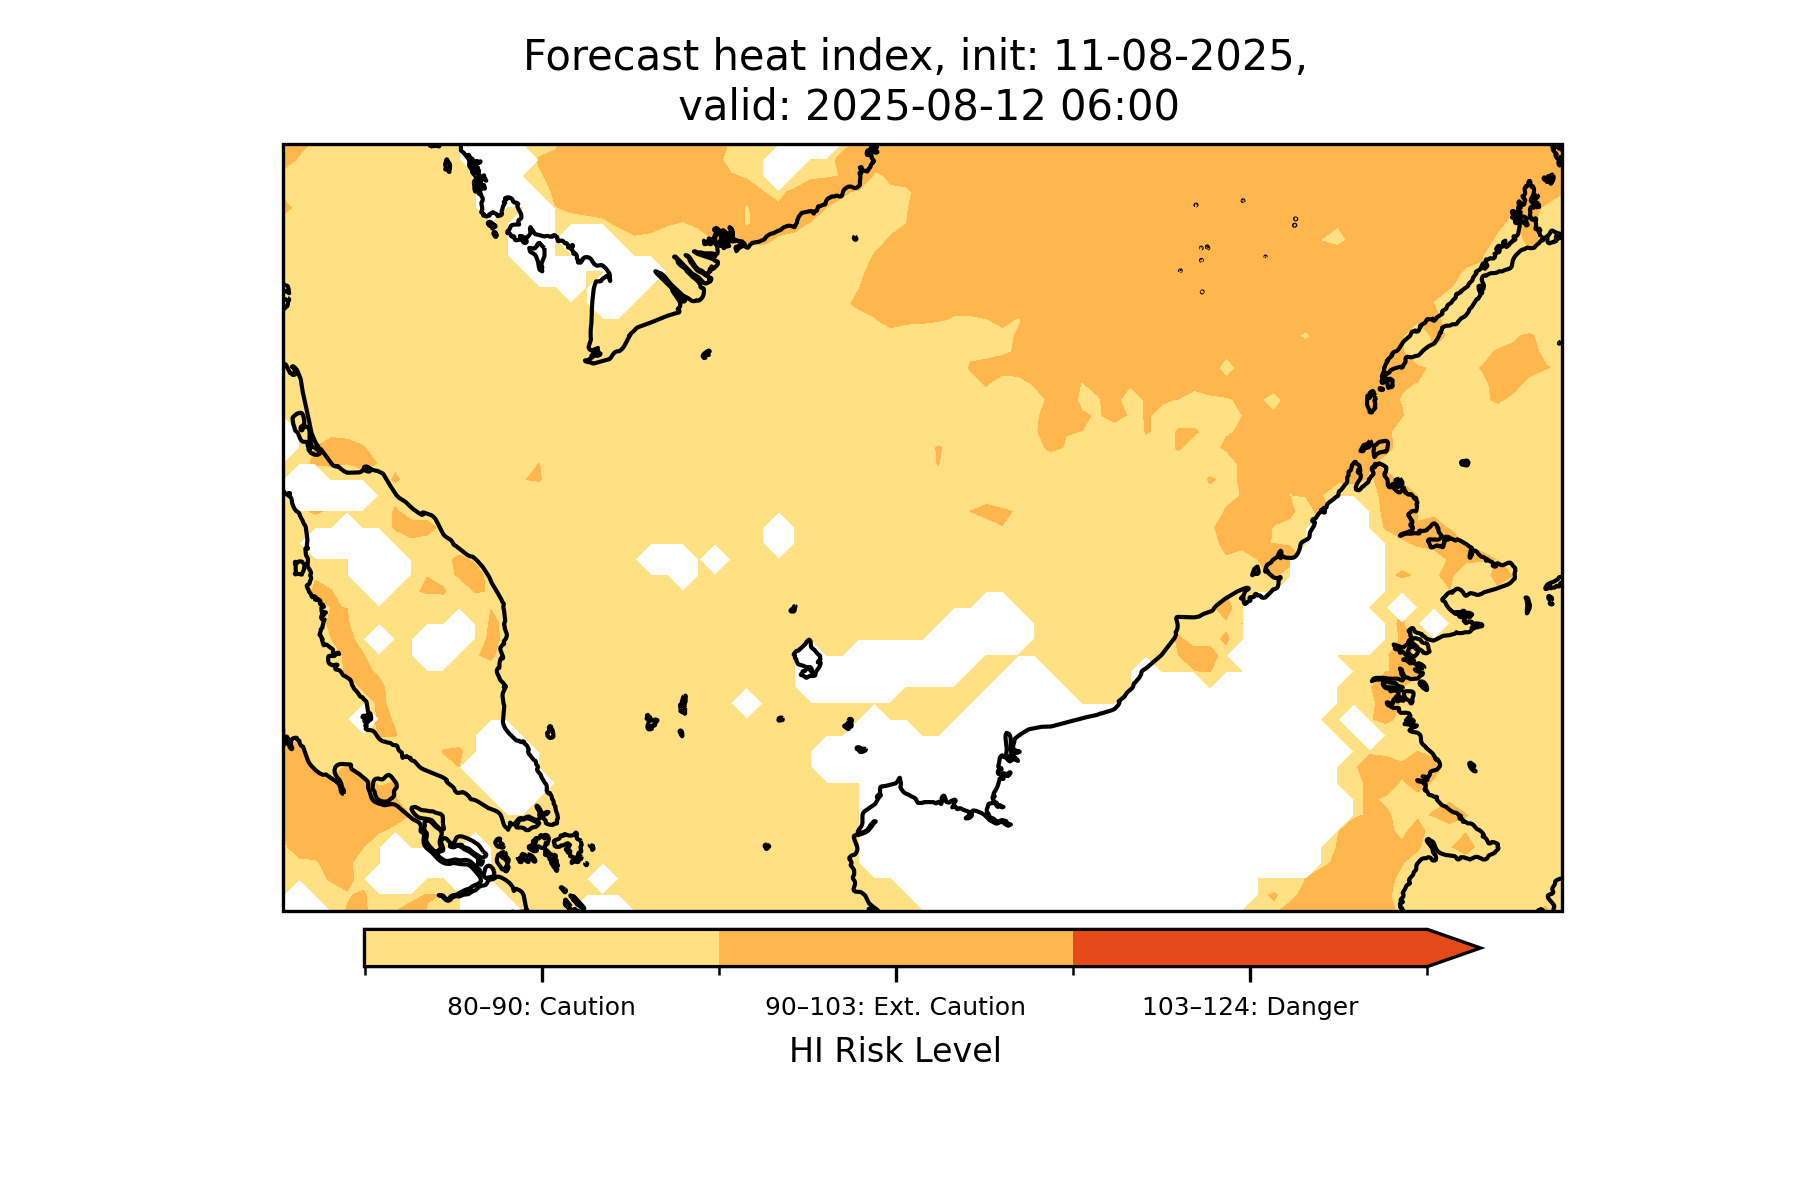 Forecast heat index, init: 11-08-2025,
valid: 2025-08-12 06:00
80–90: Caution
90–103: Ext. Caution
103–124: Danger
HI Risk Level